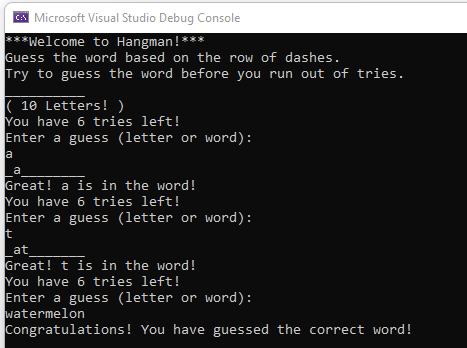 Microsoft Visual Studio Debug Console
***Welcome to Hangman!***
Guess the word based on the row of dashes.
Try to guess the word before you run out of tries.
__________
( 10 Letters! )
You have 6 tries left!
Enter a guess (letter or word):
a
_a________
Great! a is in the word!
You have 6 tries left!
Enter a guess (letter or word):
t
_at_______
Great! t is in the word!
You have 6 tries left!
Enter a guess (letter or word):
watermelon
Congratulations! You have guessed the correct word!